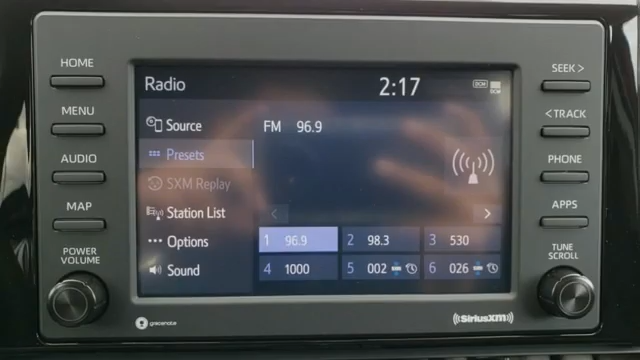 HOME
MENU
AUDIO
MAP
POWER
VOLUME
Radio
2:17
DCM
Source
Presets
SXM Replay
Station List
Options
Sound
FM 96.9
1 96.9
2 98.3
3 530
4 1000
5 002
6 026
SEEK >
< TRACK
PHONE
APPS
TUNE
SCROLL
gracenote
((SiriusXM))